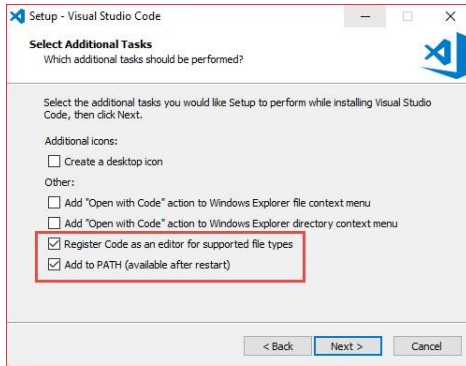 Setup - Visual Studio Code
Select Additional Tasks
Which additional tasks should be performed?
Select the additional tasks you would like Setup to perform while installing Visual Studio
Code, then click Next.
Additional icons:
Create a desktop icon
Other:
Add "Open with Code" action to Windows Explorer file context menu
Add "Open with Code" action to Windows Explorer directory context menu
Register Code as an editor for supported file types
Add to PATH (available after restart)
< Back Next > Cancel